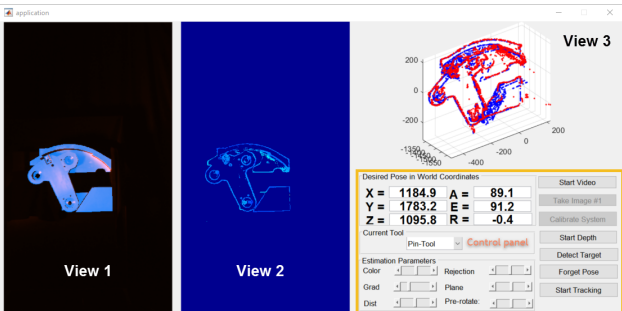 application
View 3
200
0
-200
-400
-200
0
200
View 1
View 2
Desired Pose in World Coordinates
X = 1184.9 A = 89.1
Y = 1783.2 E = 91.2
Z = 1095.8 R = -0.4
Current Tool
Pin-Tool
Control panel
Estimation Parameters
Color
Rejection
Grad
Plane
Dist
Pre-rotate:
Start Video
Take Image #1
Calibrate System
Start Depth
Detect Target
Forget Pose
Start Tracking